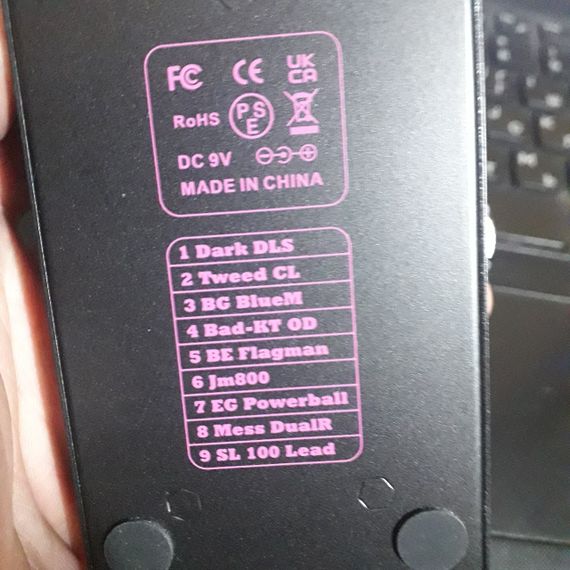 FC CE UK CA
RoHS PSE
DC 9V
MADE IN CHINA
1 Dark DLS
2 Tweed CL
3 BG BlueM
4 Bad-KT OD
5 BE Flagman
6 Jm800
7 EG Powerball
8 Mess DualR
9 SL 100 Lead